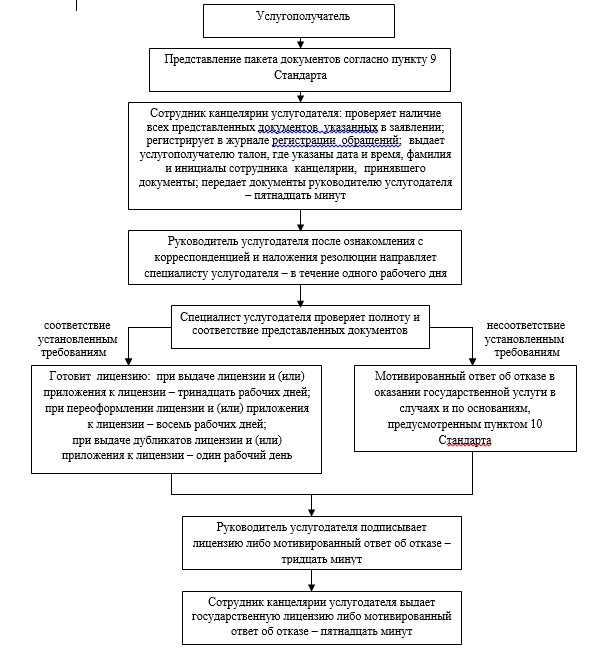 Услугополучатель
Представление пакета документов согласно пункту 9
Стандарта
Сотрудник канцелярии услугодателя: проверяет наличие
всех представленных документов указанных в заявлении;
регистрирует в журнале регистрации обращений; выдает
услугополучателю талон, где указаны дата и время, фамилия
и инициалы сотрудника канцелярии, принявшего
документы; передает документы руководителю услугодателя
– пятнадцать минут
Руководитель услугодателя после ознакомления с
корреспонденцией и наложения резолюции направляет
специалисту услугодателя – в течение одного рабочего дня
Специалист услугодателя проверяет полноту и
соответствие представленных документов
соответствие
установленным
требованиям
несоответствие
установленным
требованиям
Готовит лицензию: при выдаче лицензии и (или)
приложения к лицензии – тринадцать рабочих дней;
при переоформлении лицензии и (или) приложения
к лицензии – восемь рабочих дней;
при выдаче дубликатов лицензии и (или)
приложения к лицензии – один рабочий день
Мотивированный ответ об отказе в
оказании государственной услуги в
случаях и по основаниям,
предусмотренным пунктом 10
Стандарта
Руководитель услугодателя подписывает
лицензию либо мотивированный ответ об отказе –
тридцать минут
Сотрудник канцелярии услугодателя выдает
государственную лицензию либо мотивированный
ответ об отказе – пятнадцать минут